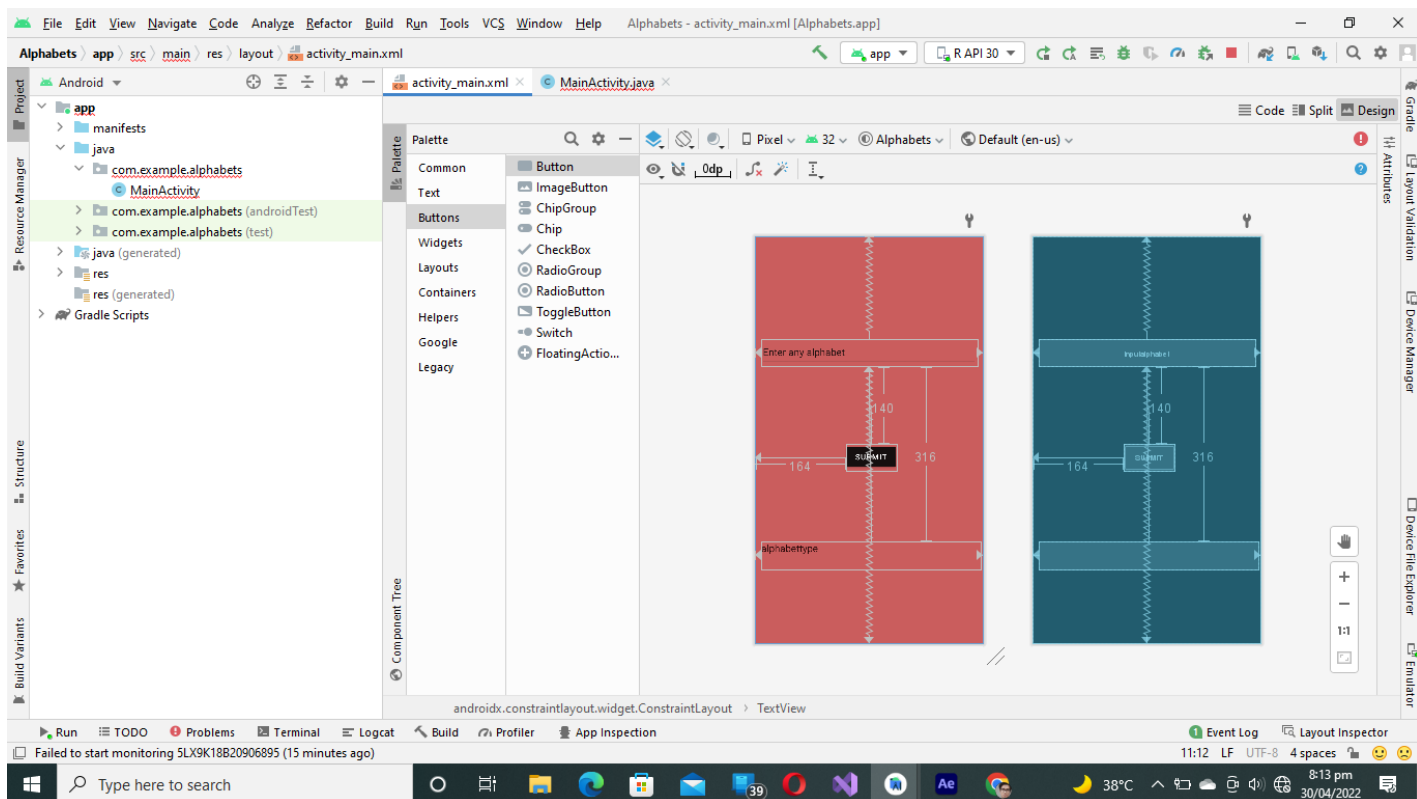 File Edit View Navigate Code Analyze Refactor Build Run Tools VCS Window Help Alphabets - activity_main.xml [Alphabets.app]
Alphabets app src main res layout activity_main.xml app R API 30
Project Android activity_main.xml MainActivity.java
Gradle
app
manifests
java
com.example.alphabets
MainActivity
com.example.alphabets (androidTest)
com.example.alphabets (test)
java (generated)
res
res (generated)
Gradle Scripts
Resource Manager
Structure
Favorites
Build Variants
Code Split Design
Palette
Palette
Common
Text
Buttons
Widgets
Layouts
Containers
Helpers
Google
Legacy
Button
ImageButton
ChipGroup
Chip
CheckBox
RadioGroup
RadioButton
ToggleButton
Switch
FloatingActio...
Component Tree
Pixel 32 Alphabets Default (en-us)
0dp
Enter any alphabet
140
SUBMIT
164
316
alphabettype
inputalphabet
140
SUBMIT
164
316
1:1
Attributes
Layout Validation
Device Manager
Device File Explorer
Emulator
androidx.constraintlayout.widget.ConstraintLayout TextView
Run TODO Problems Terminal Logcat Build Profiler App Inspection 1 Event Log Layout Inspector
Failed to start monitoring 5LX9K18B20906895 (15 minutes ago) 11:12 LF UTF-8 4 spaces
Type here to search 39 Ae 38°C 8:13 pm
30/04/2022